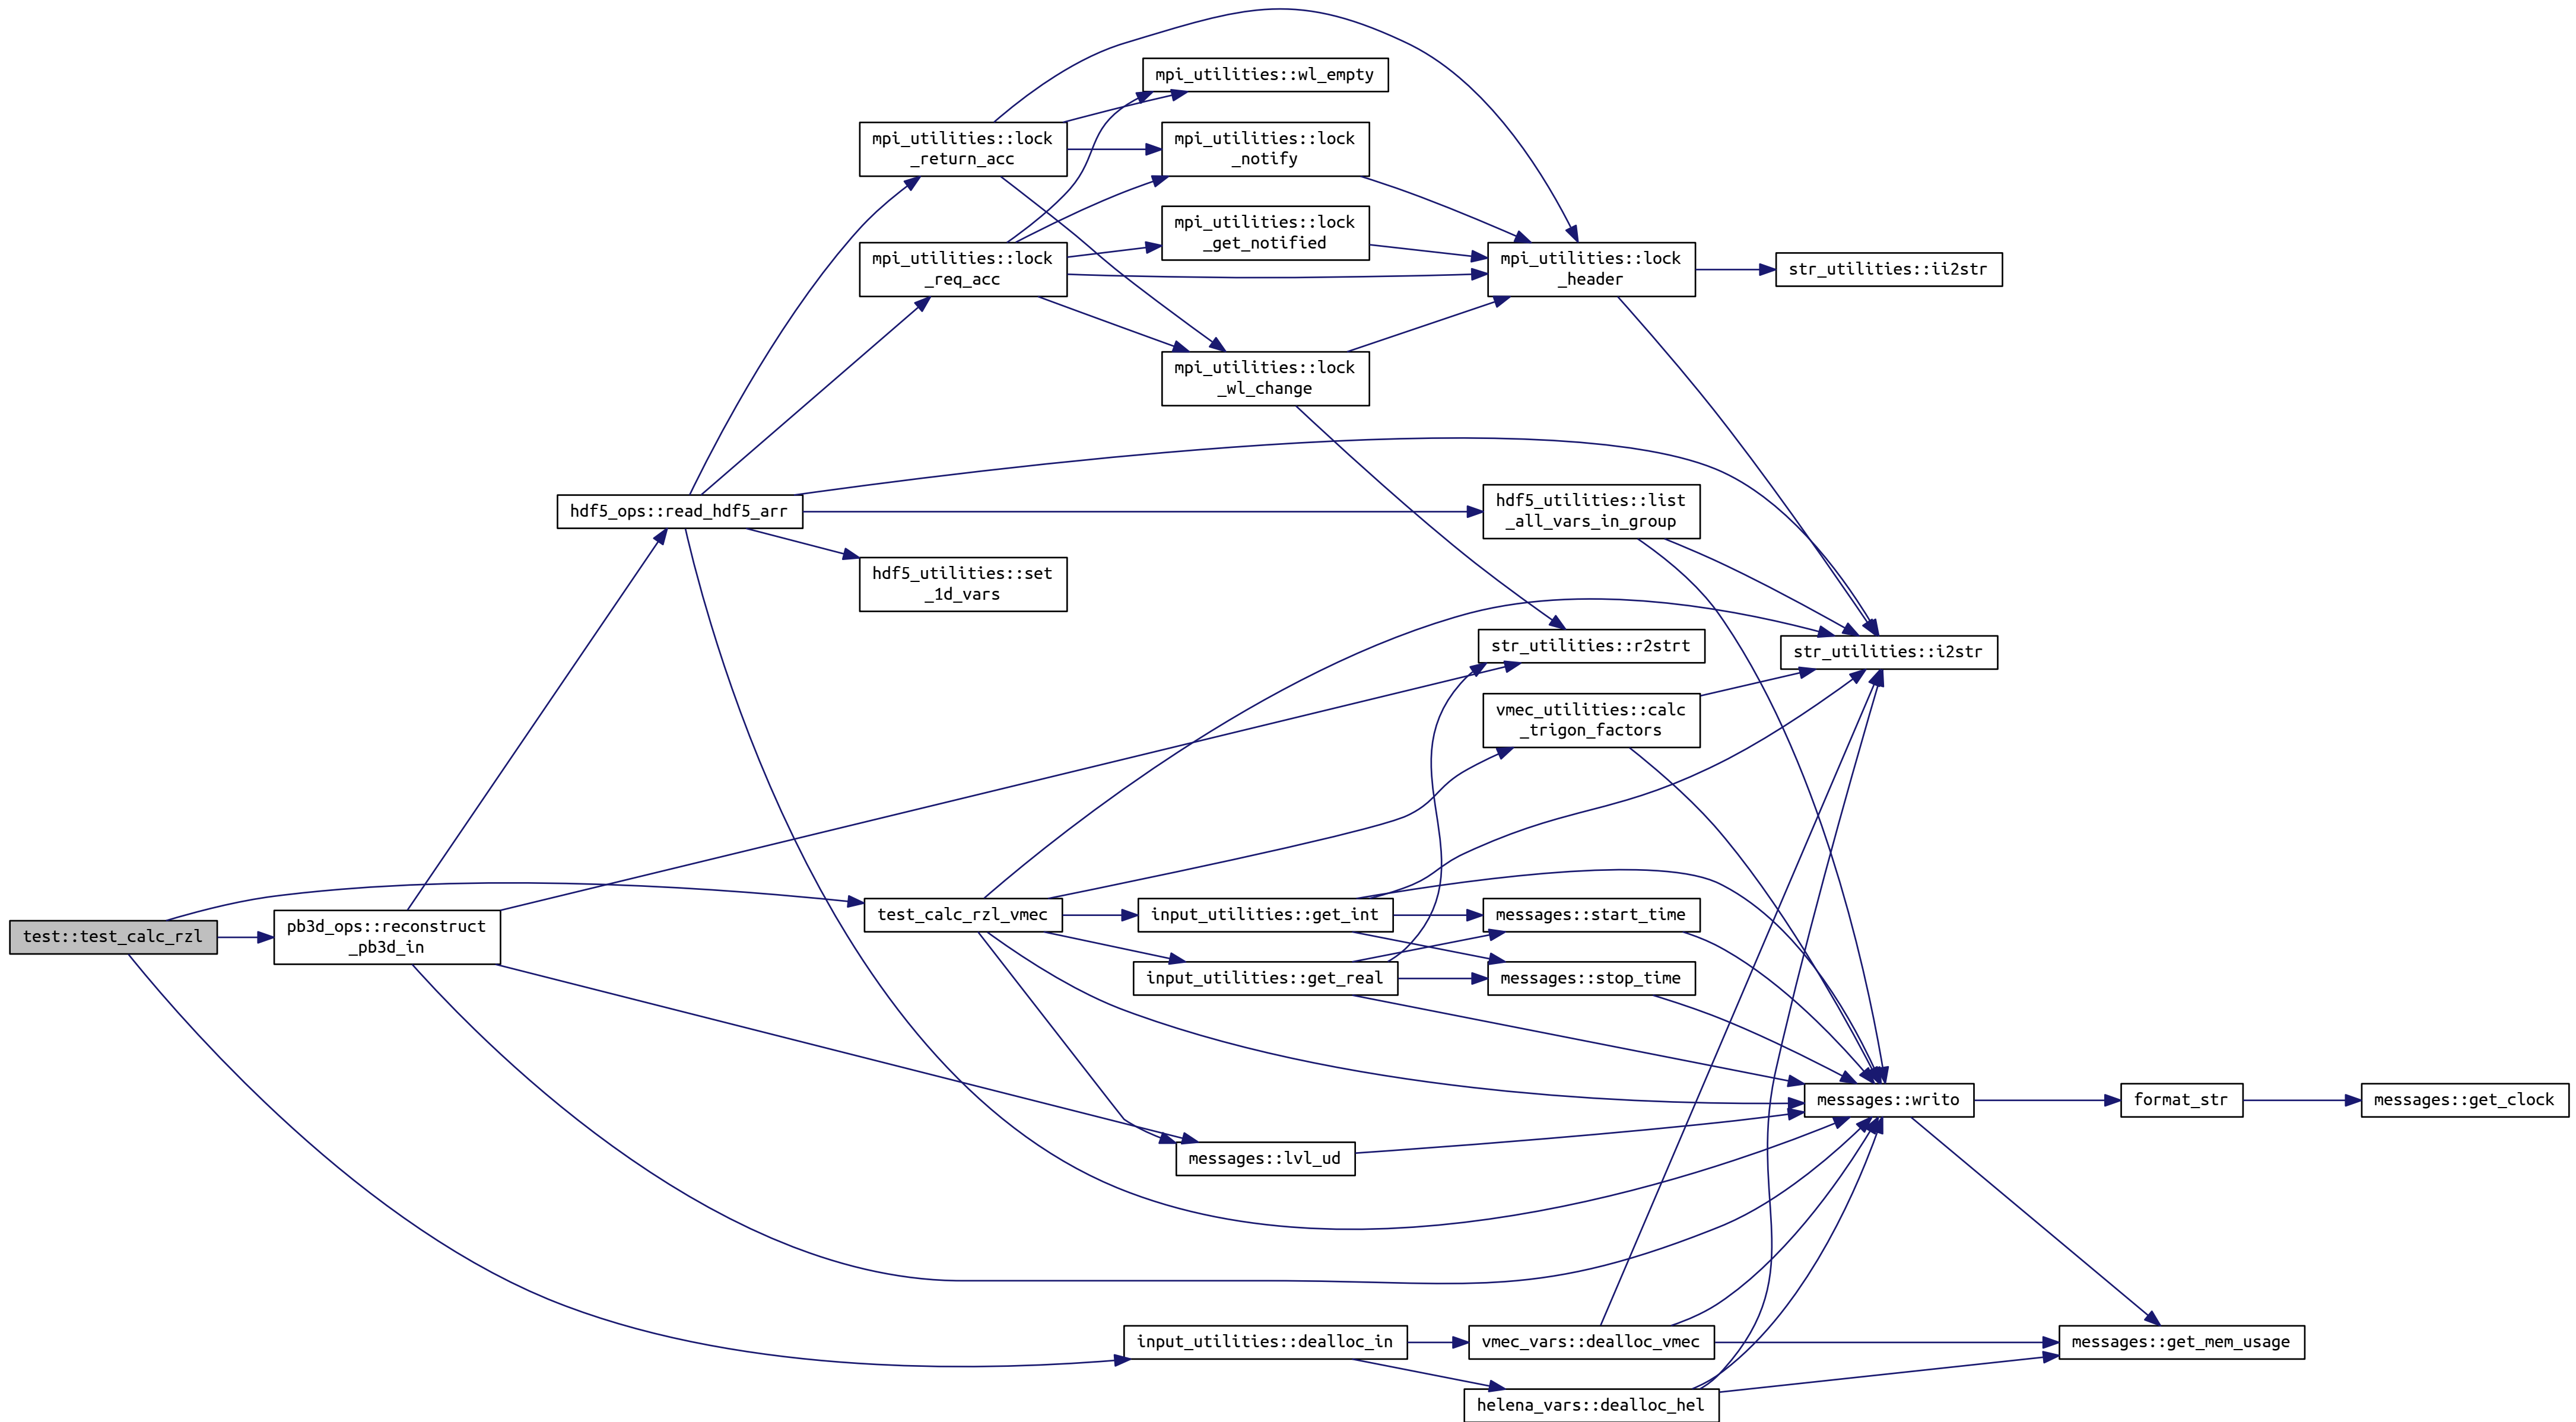 mpi_utilities::wl_empty
mpi_utilities::lock
_return_acc
mpi_utilities::lock
_notify
mpi_utilities::lock
_get_notified
mpi_utilities::lock
_req_acc
mpi_utilities::lock
_header
str_utilities::ii2str
mpi_utilities::lock
_wl_change
hdf5_ops::read_hdf5_arr
hdf5_utilities::list
_all_vars_in_group
hdf5_utilities::set
_1d_vars
str_utilities::r2strt
str_utilities::i2str
vmec_utilities::calc
_trigon_factors
test::test_calc_rzl
pb3d_ops::reconstruct
_pb3d_in
test_calc_rzl_vmec
input_utilities::get_int
messages::start_time
input_utilities::get_real
messages::stop_time
messages::writo
format_str
messages::get_clock
messages::lvl_ud
input_utilities::dealloc_in
vmec_vars::dealloc_vmec
messages::get_mem_usage
helena_vars::dealloc_hel